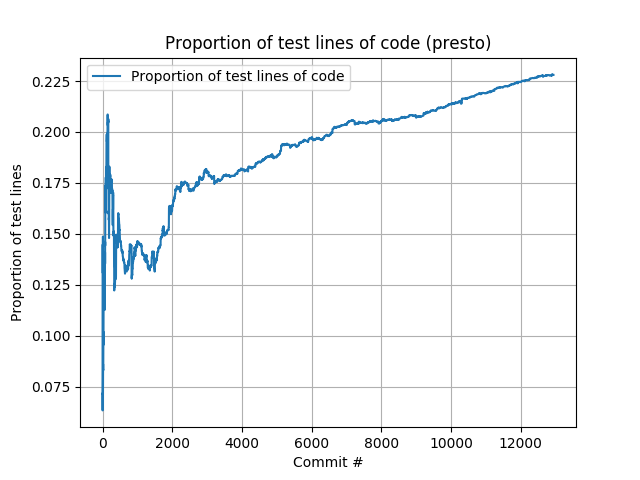 Proportion of test lines of code (presto)
Proportion of test lines of code
Proportion of test lines
0.225
0.200
0.175
0.150
0.125
0.100
0.075
0 2000 4000 6000 8000 10000 12000
Commit #